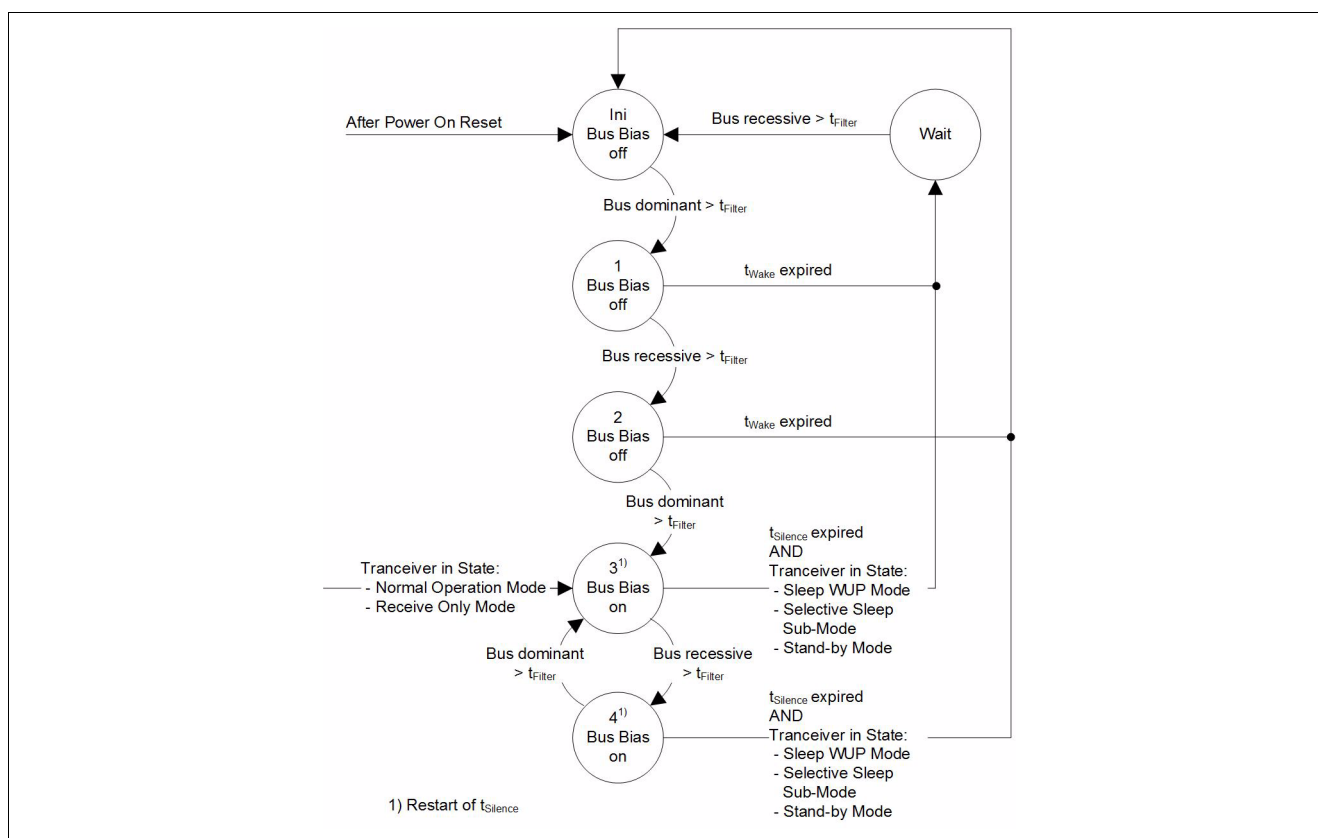 Ini
Bus Bias
off
After Power On Reset
Bus recessive > tFilter
Wait
Bus dominant > tFilter
1
Bus Bias
off
tWake expired
Bus recessive > tFilter
2
Bus Bias
off
tWake expired
Bus dominant
> tFilter
Tranceiver in State:
- Normal Operation Mode
- Receive Only Mode
3 1)
Bus Bias
on
tSilence expired
AND
Tranceiver in State:
- Sleep WUP Mode
- Selective Sleep
Sub-Mode
- Stand-by Mode
Bus dominant
> tFilter
Bus recessive
> tFilter
4 1)
Bus Bias
on
tSilence expired
AND
Tranceiver in State:
- Sleep WUP Mode
- Selective Sleep
Sub-Mode
- Stand-by Mode
1) Restart of tSilence